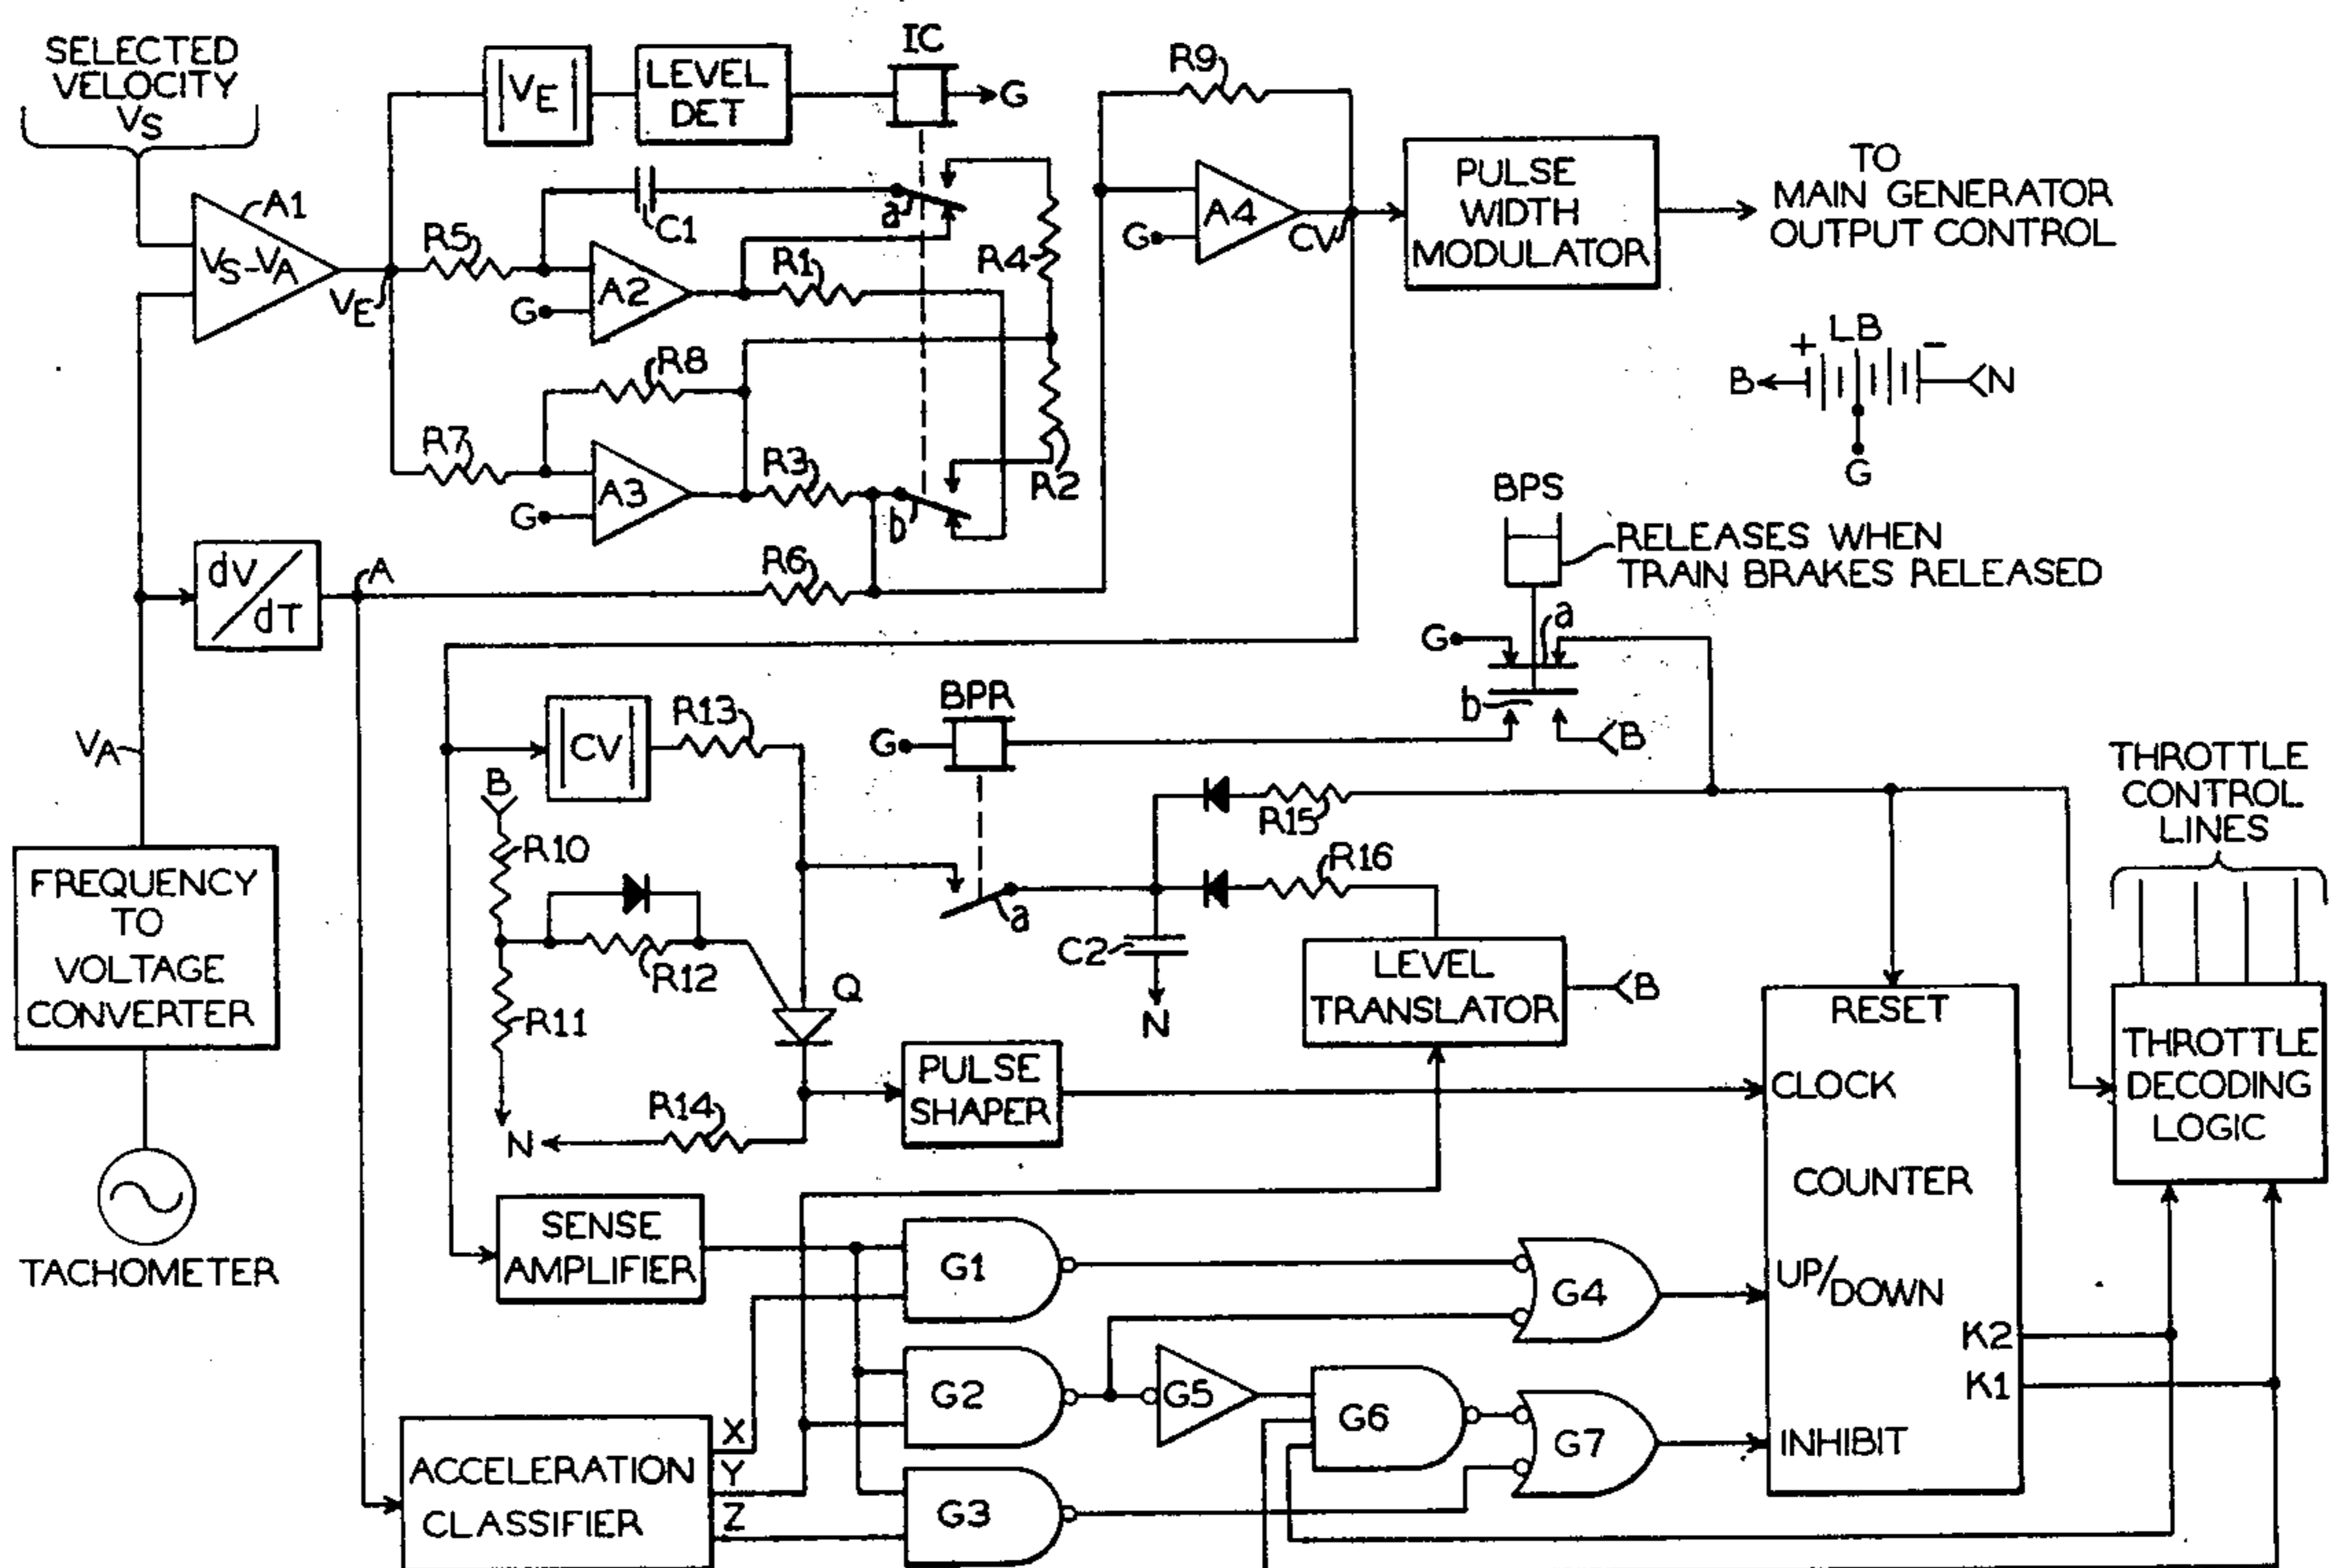 SELECTED
VELOCITY
VS
|VE|
LEVEL
DET
IC
G
R9
A1
VS-VA
VE
R5
C1
a
A2
G
R1
R4
A4
G
CV
PULSE
WIDTH
MODULATOR
TO
MAIN GENERATOR
OUTPUT CONTROL
R8
R7
A3
G
R3
b
R2
R6
+ LB -
B
N
G
BPS
RELEASES WHEN
TRAIN BRAKES RELEASED
dV/dT
A
G
a
b
B
VA
|CV|
R13
BPR
G
B
R10
R12
R11
N
Q
R14
a
R15
R16
C2
N
LEVEL
TRANSLATOR
B
THROTTLE
CONTROL
LINES
FREQUENCY
TO
VOLTAGE
CONVERTER
TACHOMETER
PULSE
SHAPER
RESET
CLOCK
COUNTER
UP/DOWN
K2
K1
INHIBIT
THROTTLE
DECODING
LOGIC
SENSE
AMPLIFIER
G1
G2
G3
G4
G5
G6
G7
ACCELERATION
CLASSIFIER
X
Y
Z